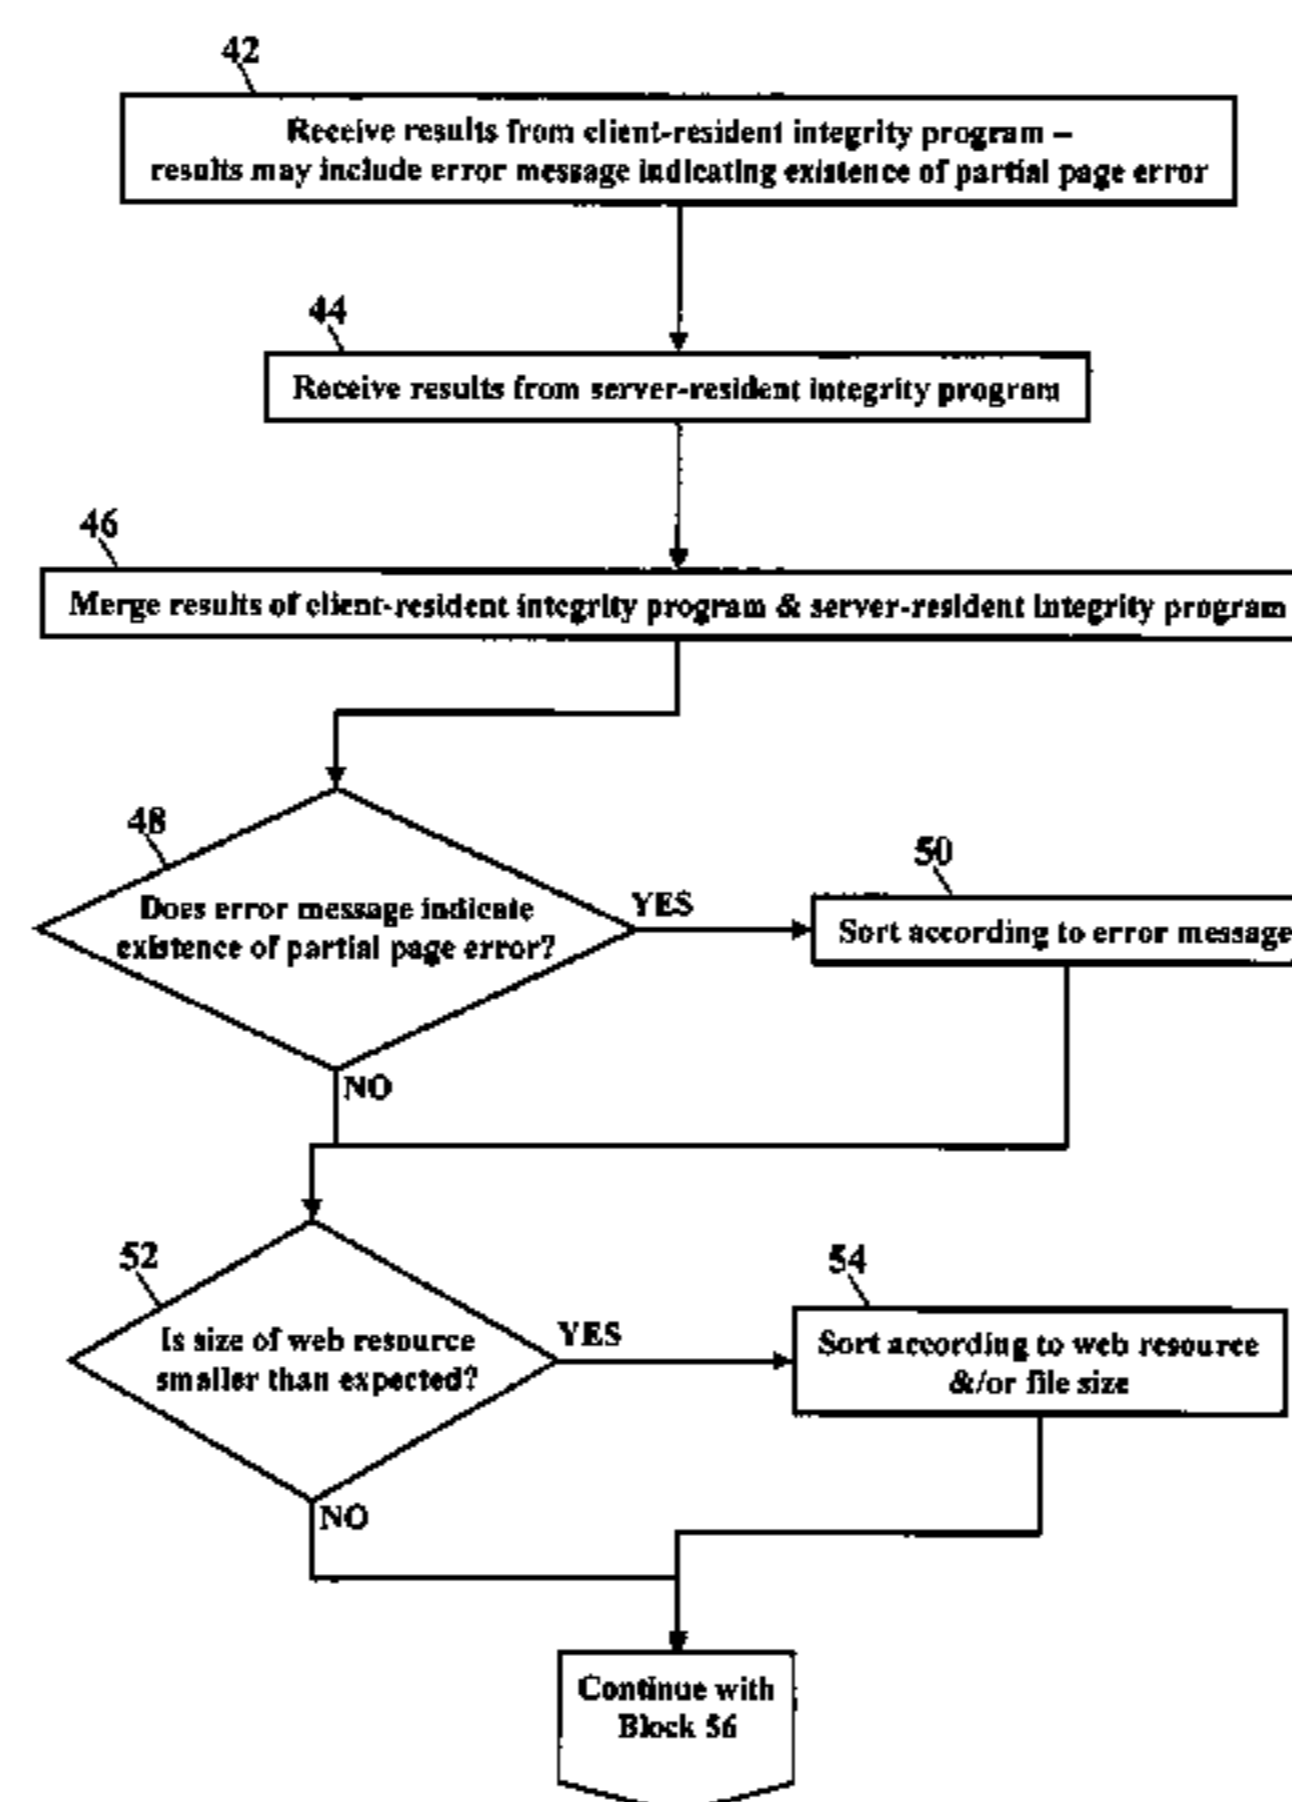 42
Receive results from client-resident integrity program –
results may include error message indicating existence of partial page error
44
Receive results from server-resident integrity program
46
Merge results of client-resident integrity program & server-resident integrity program
48
Does error message indicate
existence of partial page error?
YES
50
Sort according to error message
NO
52
Is size of web resource
smaller than expected?
YES
54
Sort according to web resource
&/or file size
NO
Continue with
Block 56